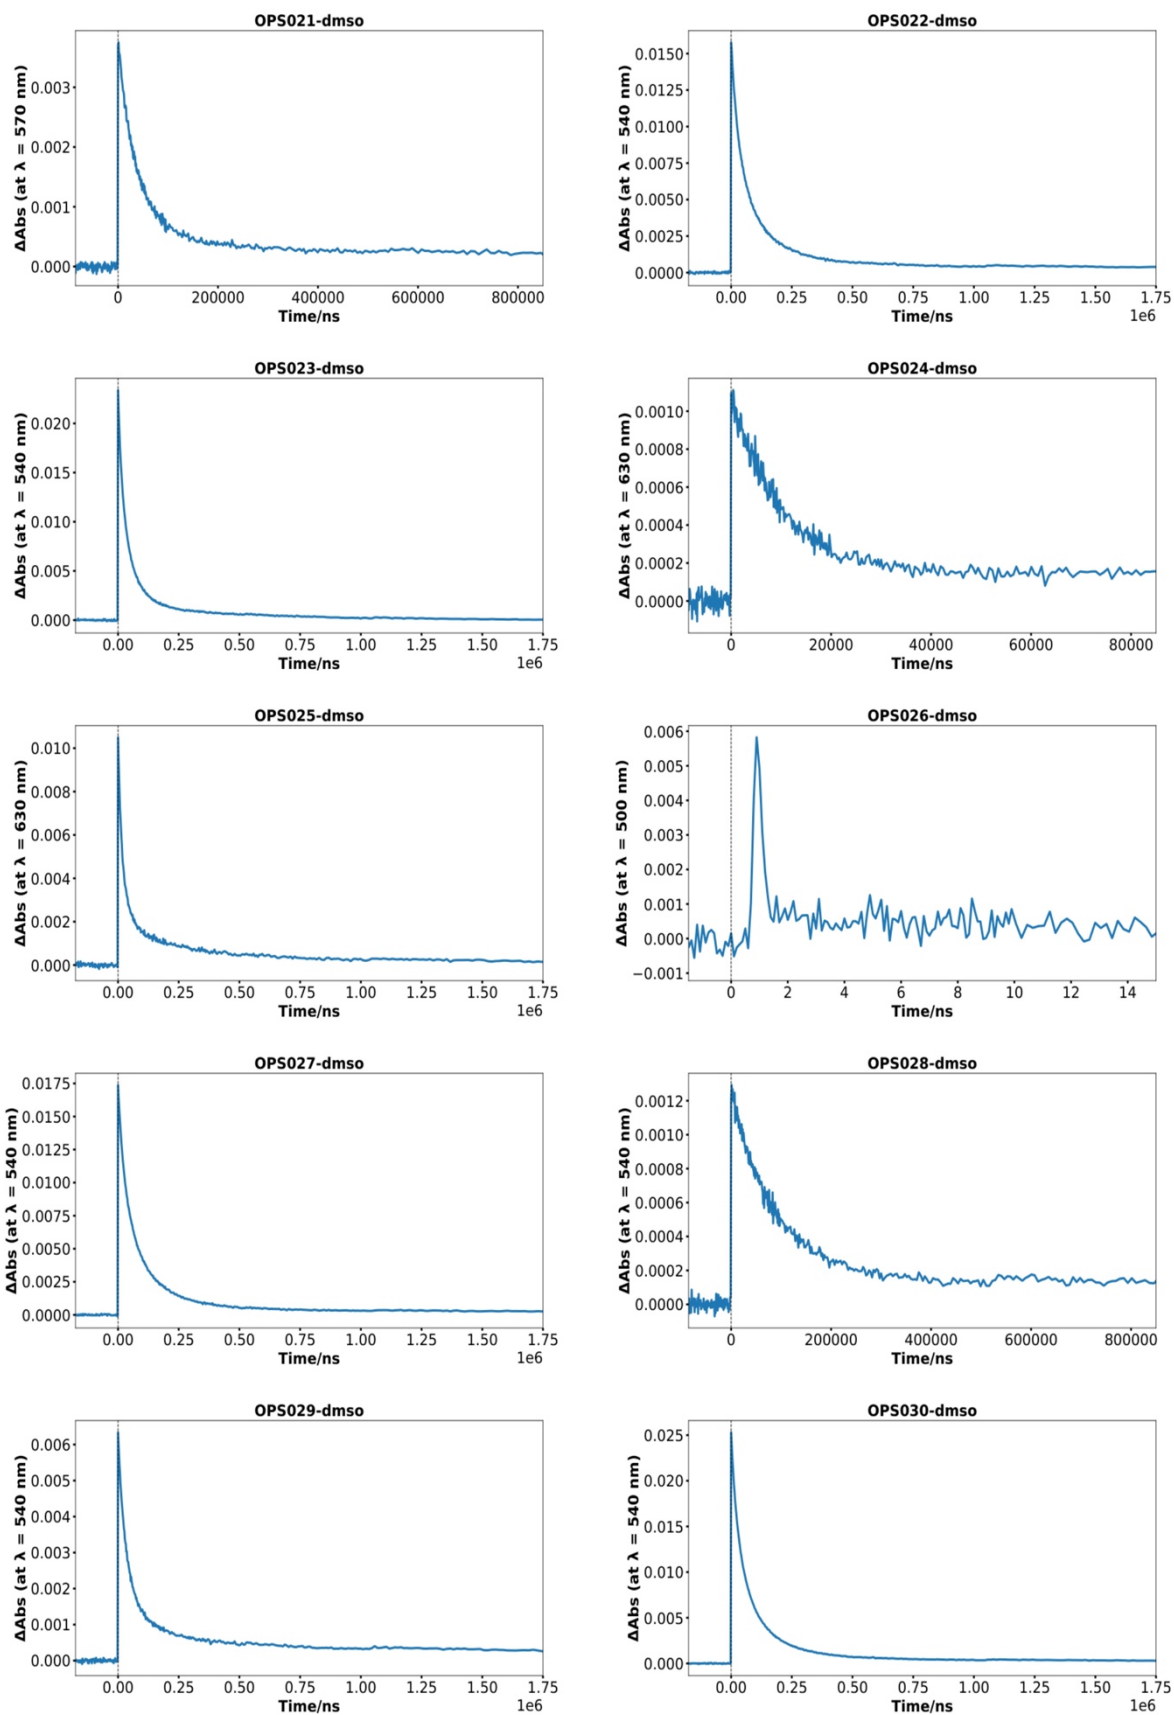 OPS021-dmso
ΔAbs (at λ = 570 nm)
0.003
0.002
0.001
0.000
0 200000 400000 600000 800000
Time/ns
OPS022-dmso
ΔAbs (at λ = 540 nm)
0.0150
0.0125
0.0100
0.0075
0.0050
0.0025
0.0000
0.00 0.25 0.50 0.75 1.00 1.25 1.50 1.75
Time/ns
1e6
OPS023-dmso
ΔAbs (at λ = 540 nm)
0.020
0.015
0.010
0.005
0.000
0.00 0.25 0.50 0.75 1.00 1.25 1.50 1.75
Time/ns
1e6
OPS024-dmso
ΔAbs (at λ = 630 nm)
0.0010
0.0008
0.0006
0.0004
0.0002
0.0000
0 20000 40000 60000 80000
Time/ns
OPS025-dmso
ΔAbs (at λ = 630 nm)
0.010
0.008
0.006
0.004
0.002
0.000
0.00 0.25 0.50 0.75 1.00 1.25 1.50 1.75
Time/ns
1e6
OPS026-dmso
ΔAbs (at λ = 500 nm)
0.006
0.005
0.004
0.003
0.002
0.001
0.000
−0.001
0 2 4 6 8 10 12 14
Time/ns
OPS027-dmso
ΔAbs (at λ = 540 nm)
0.0175
0.0150
0.0125
0.0100
0.0075
0.0050
0.0025
0.0000
0.00 0.25 0.50 0.75 1.00 1.25 1.50 1.75
Time/ns
1e6
OPS028-dmso
ΔAbs (at λ = 540 nm)
0.0012
0.0010
0.0008
0.0006
0.0004
0.0002
0.0000
0 200000 400000 600000 800000
Time/ns
OPS029-dmso
ΔAbs (at λ = 540 nm)
0.006
0.005
0.004
0.003
0.002
0.001
0.000
0.00 0.25 0.50 0.75 1.00 1.25 1.50 1.75
Time/ns
1e6
OPS030-dmso
ΔAbs (at λ = 540 nm)
0.025
0.020
0.015
0.010
0.005
0.000
0.00 0.25 0.50 0.75 1.00 1.25 1.50 1.75
Time/ns
1e6